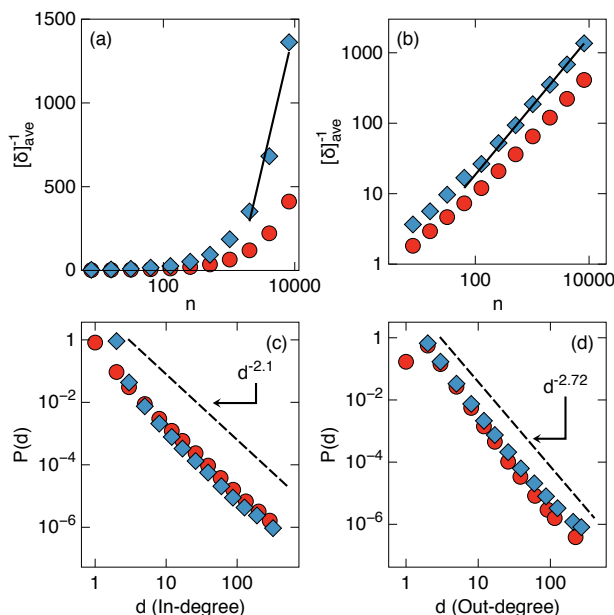 (a)
[δ]⁻¹ave
1500
1000
500
0
100
10000
n
(b)
[δ]⁻¹ave
1000
100
10
1
100
10000
n
(c)
P(d)
1
10⁻²
10⁻⁴
10⁻⁶
d⁻²·¹
1
10
100
d (In-degree)
(d)
P(d)
1
10⁻²
10⁻⁴
10⁻⁶
d⁻²·⁷²
1
10
100
d (Out-degree)